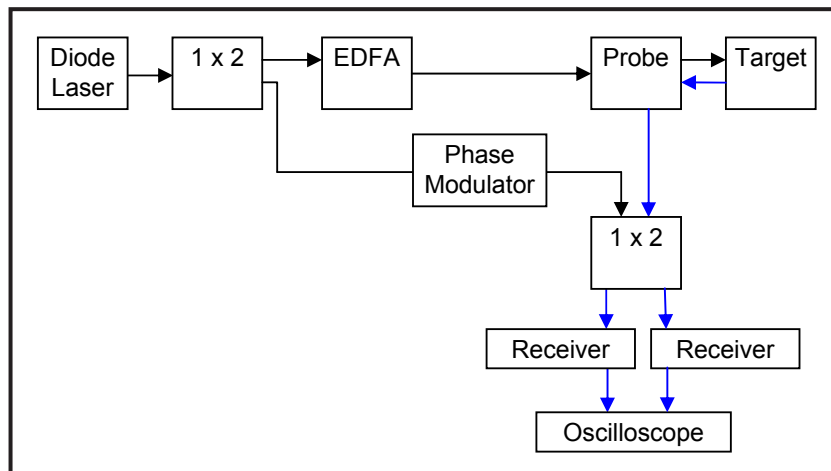 Diode
Laser
1 x 2
EDFA
Probe
Target
Phase
Modulator
1 x 2
Receiver
Receiver
Oscilloscope